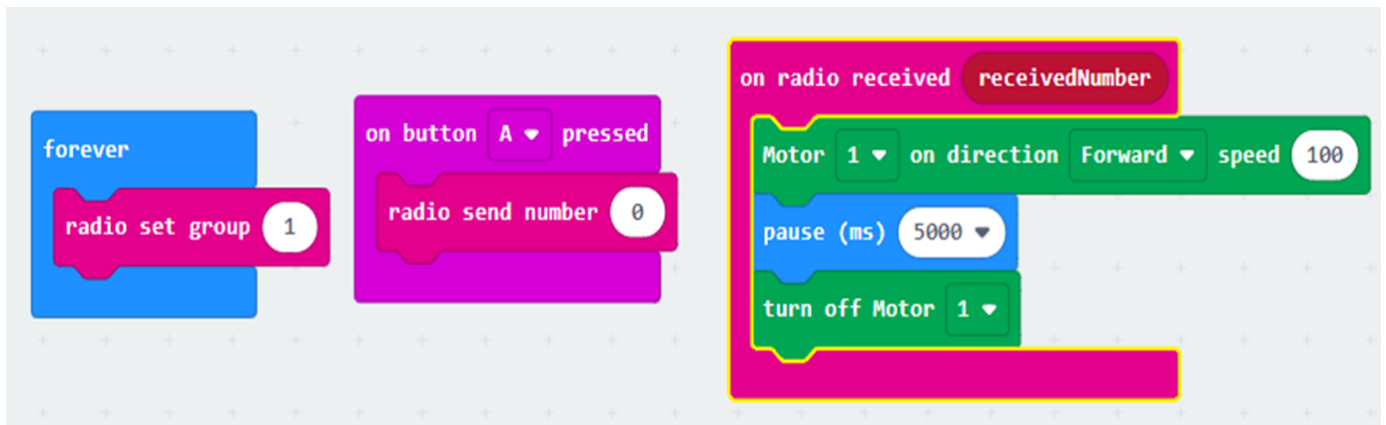 forever
radio set group 1
on button A pressed
radio send number 0
on radio received receivedNumber
Motor 1 on direction Forward speed 100
pause (ms) 5000
turn off Motor 1